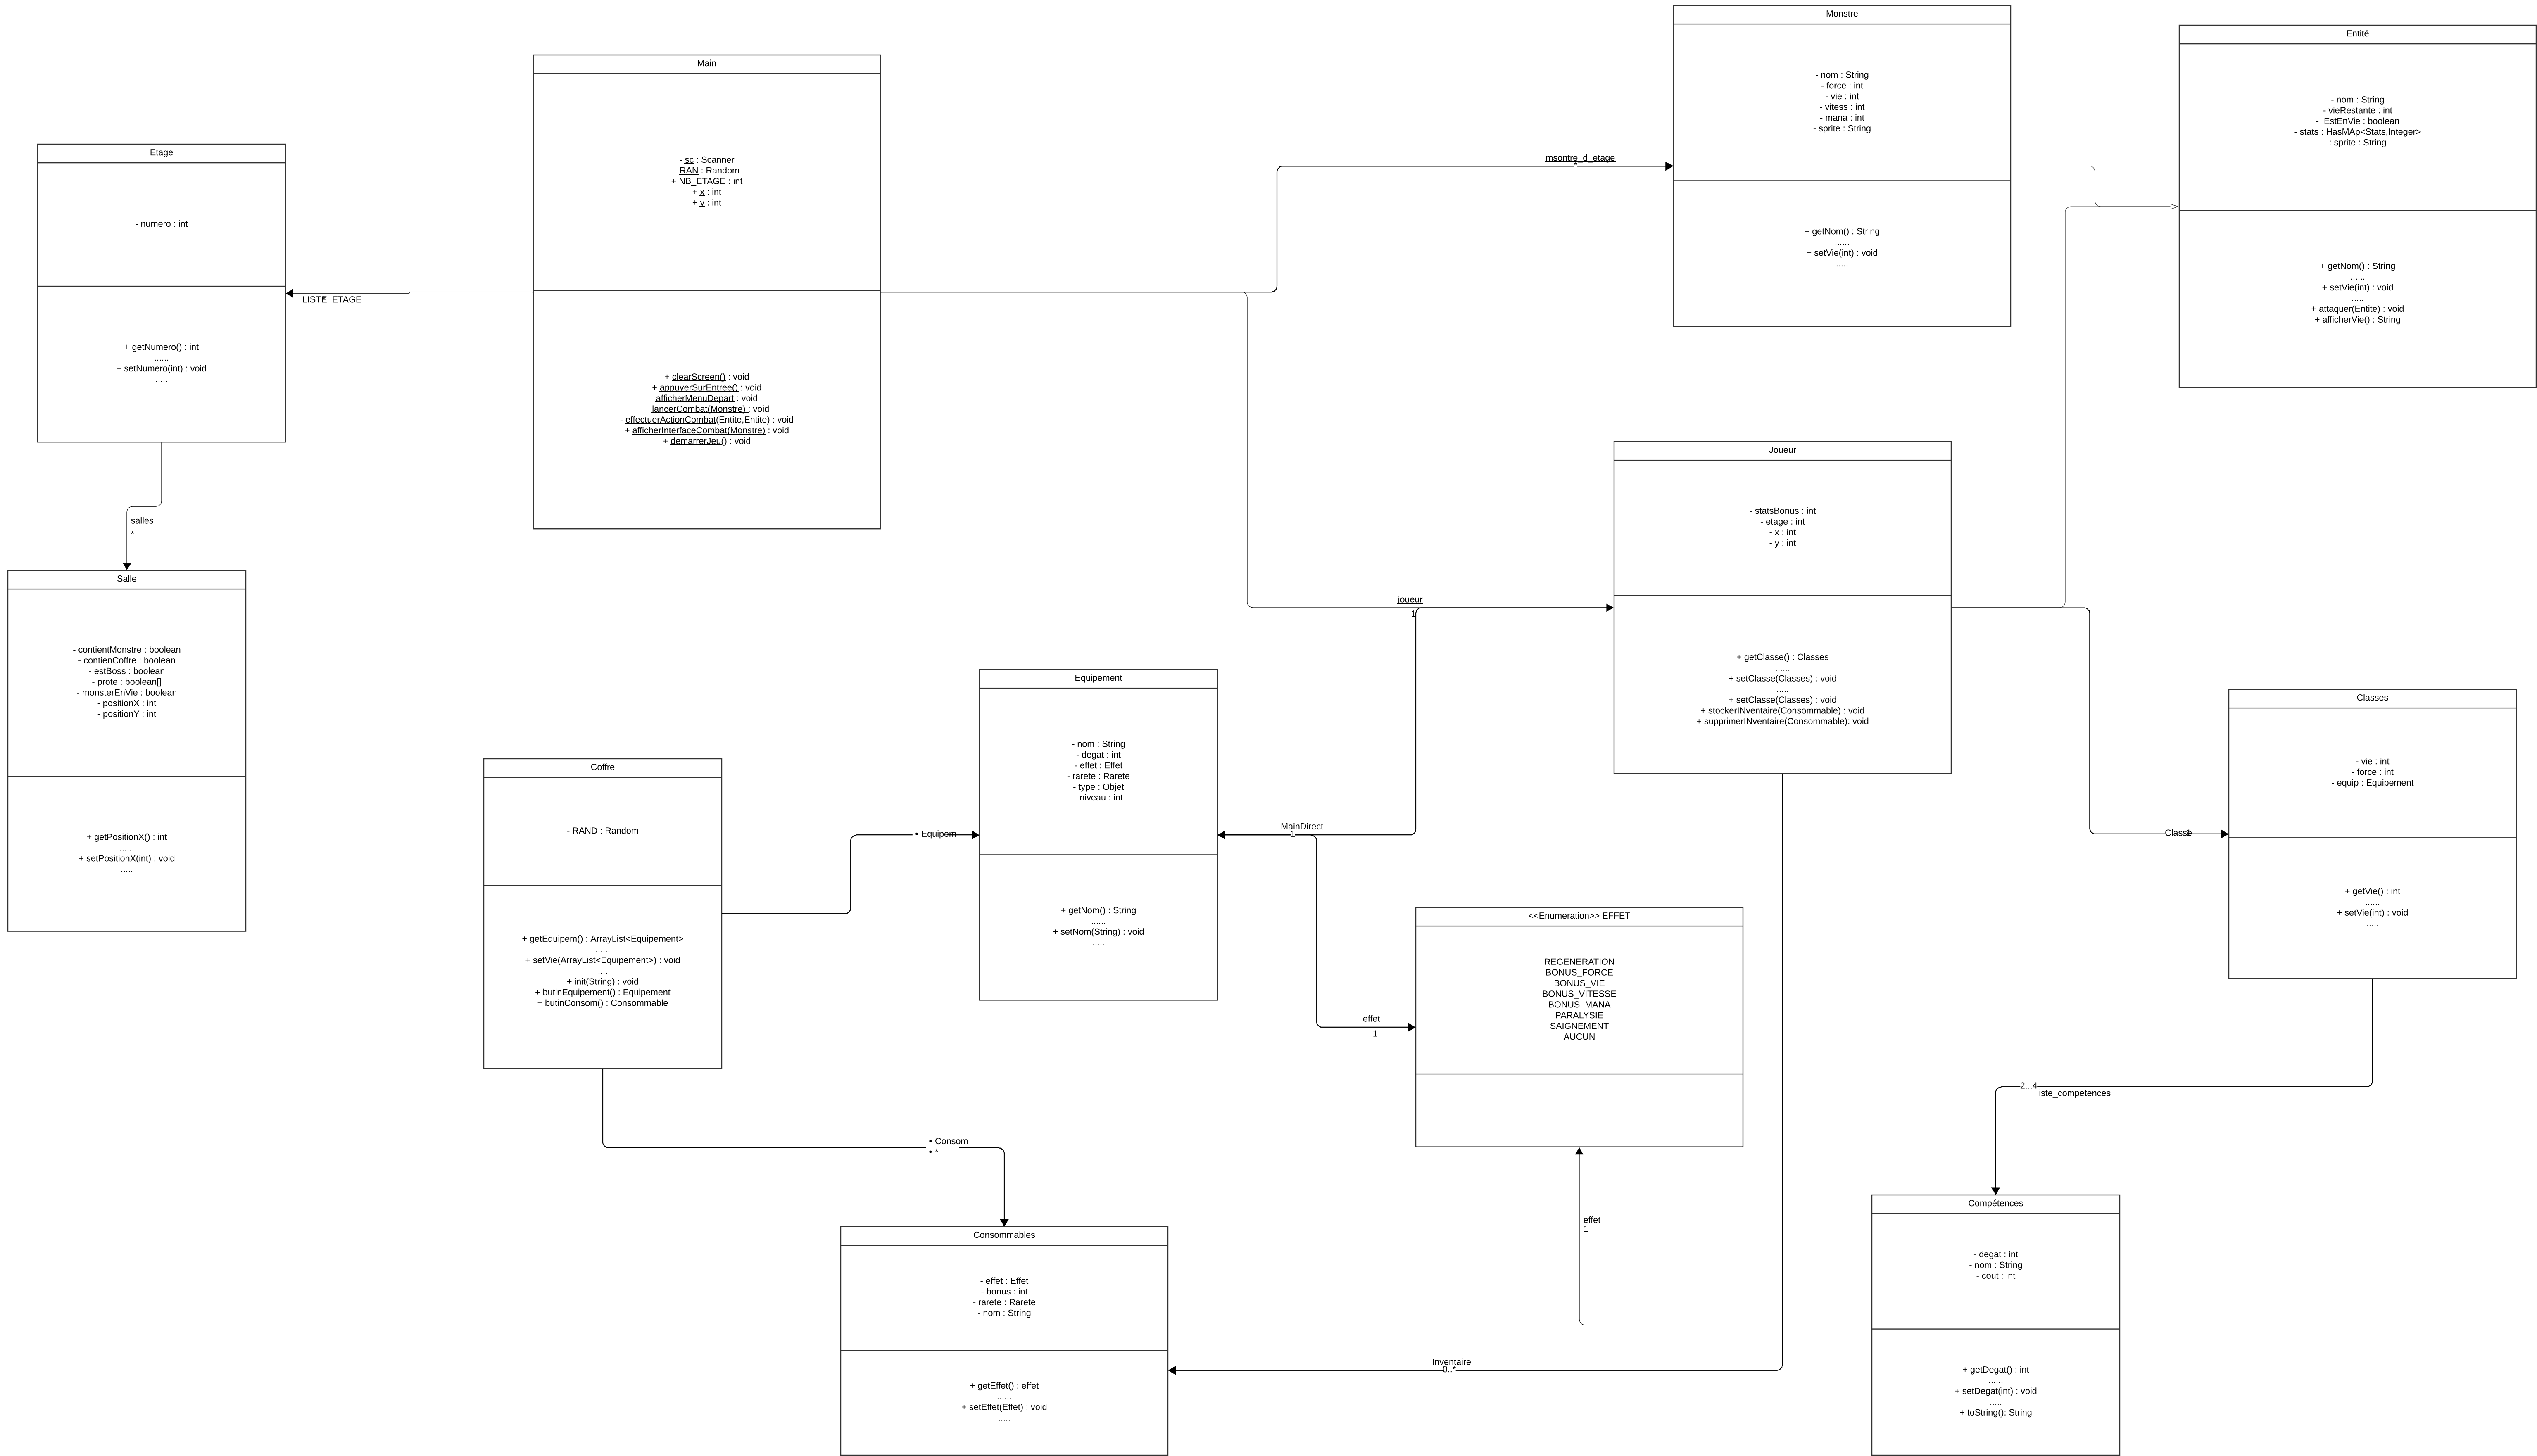 Monstre
- nom : String
- force : int
- vie : int
- vitess : int
- mana : int
- sprite : String
+ getNom() : String
......
+ setVie(int) : void
.....
Entité
- nom : String
- vieRestante : int
- EstEnVie : boolean
- stats : HasMAp<Stats,Integer>
: sprite : String
+ getNom() : String
......
+ setVie(int) : void
.....
+ attaquer(Entite) : void
+ afficherVie() : String
Main
- sc : Scanner
- RAN : Random
+ NB_ETAGE : int
+ x : int
+ y : int
+ clearScreen() : void
+ appuyerSurEntree() : void
afficherMenuDepart : void
+ lancerCombat(Monstre) : void
- effectuerActionCombat(Entite,Entite) : void
+ afficherInterfaceCombat(Monstre) : void
+ demarrerJeu() : void
Etage
- numero : int
+ getNumero() : int
......
+ setNumero(int) : void
.....
msontre_d_etage
*
LISTE_ETAGE
*
salles
*
Salle
- contientMonstre : boolean
- contienCoffre : boolean
- estBoss : boolean
- prote : boolean[]
- monsterEnVie : boolean
- positionX : int
- positionY : int
+ getPositionX() : int
......
+ setPositionX(int) : void
.....
Joueur
- statsBonus : int
- etage : int
- x : int
- y : int
+ getClasse() : Classes
......
+ setClasse(Classes) : void
.....
+ setClasse(Classes) : void
+ stockerINventaire(Consommable) : void
+ supprimerINventaire(Consommable): void
joueur
1
Equipement
- nom : String
- degat : int
- effet : Effet
- rarete : Rarete
- type : Objet
- niveau : int
+ getNom() : String
......
+ setNom(String) : void
.....
Classes
- vie : int
- force : int
- equip : Equipement
+ getVie() : int
......
+ setVie(int) : void
.....
Coffre
- RAND : Random
+ getEquipem() : ArrayList<Equipement>
......
+ setVie(ArrayList<Equipement>) : void
....
+ init(String) : void
+ butinEquipement() : Equipement
+ butinConsom() : Consommable
• Equipem
MainDirect
1
Classe
1
<<Enumeration>> EFFET
REGENERATION
BONUS_FORCE
BONUS_VIE
BONUS_VITESSE
BONUS_MANA
PARALYSIE
SAIGNEMENT
AUCUN
effet
1
2...4
liste_competences
• Consom
• *
Compétences
- degat : int
- nom : String
- cout : int
+ getDegat() : int
......
+ setDegat(int) : void
.....
+ toString(): String
effet
1
Consommables
- effet : Effet
- bonus : int
- rarete : Rarete
- nom : String
+ getEffet() : effet
......
+ setEffet(Effet) : void
.....
Inventaire
0..*